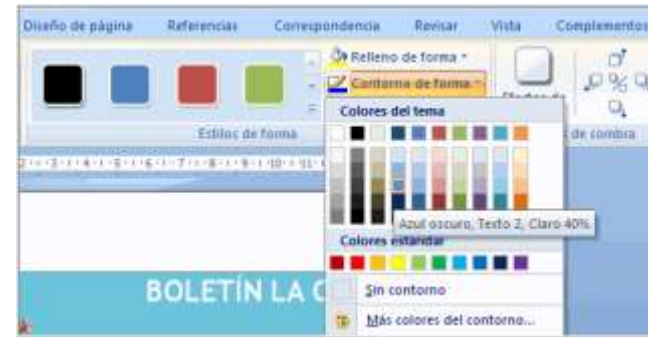 Diseño de página Referencias Correspondencia Revisar Vista Complementos
Relleno de forma
Contorno de forma
Estilos de forma
de sombra
Colores del tema
Azul oscuro, Texto 2, Claro 40%
Colores estándar
BOLETÍN LA
Sin contorno
Más colores del contorno...